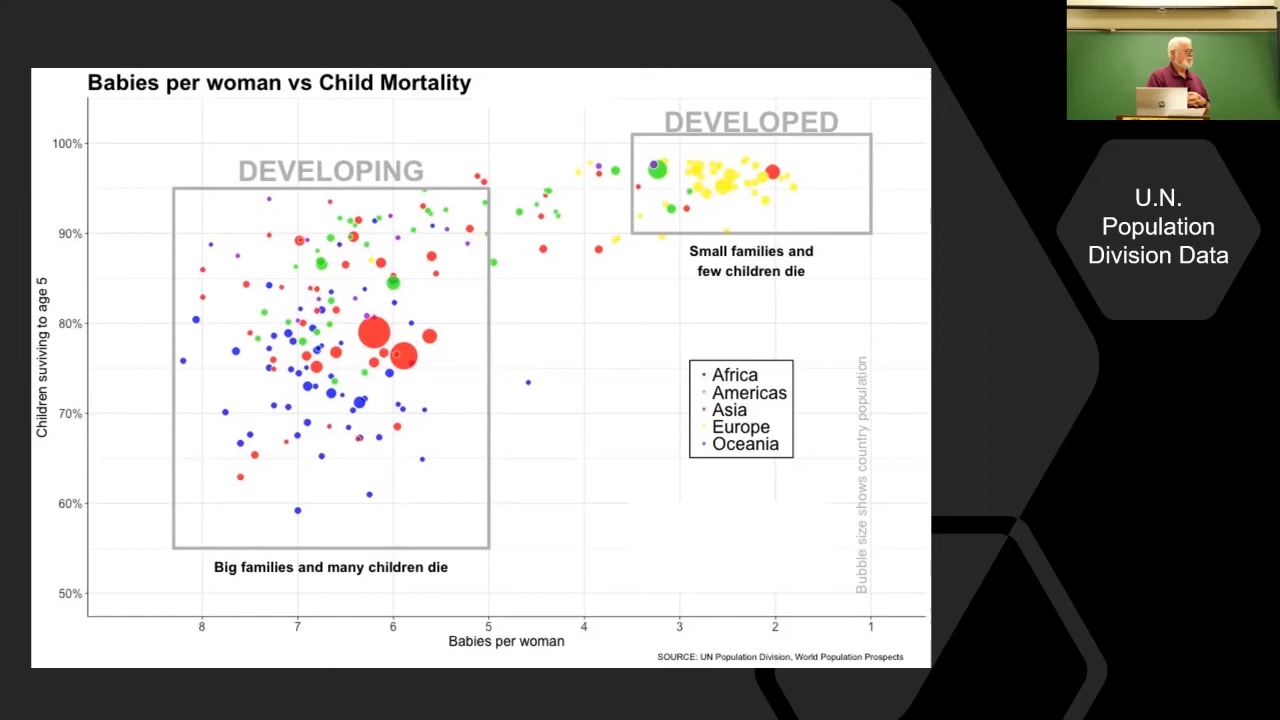 Babies per woman vs Child Mortality
DEVELOPED
DEVELOPING
100%
90%
80%
70%
60%
50%
Children suviving to age 5
Small families and
few children die
Africa
Americas
Asia
Europe
Oceania
Bubble size shows country population
Big families and many children die
8 7 6 5 4 3 2 1
Babies per woman
SOURCE: UN Population Division, World Population Prospects
U.N.
Population
Division Data